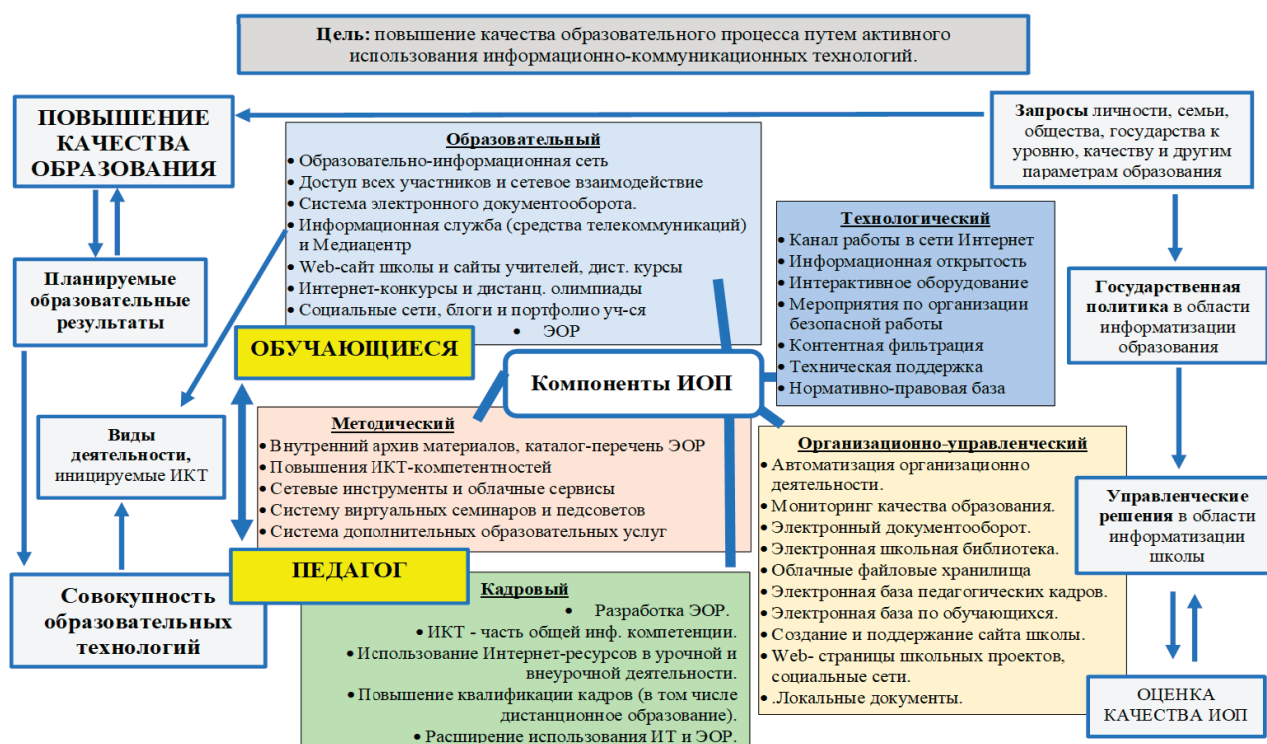 Цель: повышение качества образовательного процесса путем активного
использования информационно-коммуникационных технологий.
ПОВЫШЕНИЕ
КАЧЕСТВА
ОБРАЗОВАНИЯ
Планируемые
образовательные
результаты
Виды
деятельности,
инициируемые ИКТ
Совокупность
образовательных
технологий
Образовательный
• Образовательно-информационная сеть
• Доступ всех участников и сетевое взаимодействие
• Система электронного документооборота.
• Информационная служба (средства телекоммуникаций)
и Медиацентр
• Web-сайт школы и сайты учителей, дист. курсы
• Интернет-конкурсы и дистанц. олимпиады
• Социальные сети, блоги и портфолио уч-ся
• ЭОР
ОБУЧАЮЩИЕСЯ
Компоненты ИОП
Методический
• Внутренний архив материалов, каталог-перечень ЭОР
• Повышения ИКТ-компетентностей
• Сетевые инструменты и облачные сервисы
• Систему виртуальных семинаров и педсоветов
• Система дополнительных образовательных услуг
ПЕДАГОГ
Кадровый
• Разработка ЭОР.
• ИКТ - часть общей инф. компетенции.
• Использование Интернет-ресурсов в урочной и
внеурочной деятельности.
• Повышение квалификации кадров (в том числе
дистанционное образование).
• Расширение использования ИТ и ЭОР.
Технологический
• Канал работы в сети Интернет
• Информационная открытость
• Интерактивное оборудование
• Мероприятия по организации
безопасной работы
• Контентная фильтрация
• Техническая поддержка
• Нормативно-правовая база
Организационно-управленческий
• Автоматизация организационно
деятельности.
• Мониторинг качества образования.
• Электронный документооборот.
• Электронная школьная библиотека.
• Облачные файловые хранилища
• Электронная база педагогических кадров.
• Электронная база по обучающихся.
• Создание и поддержание сайта школы.
• Web- страницы школьных проектов,
социальные сети.
• .Локальные документы.
Запросы личности, семьи,
общества, государства к
уровню, качеству и другим
параметрам образования
Государственная
политика в области
информатизации
образования
Управленческие
решения в области
информатизации
школы
ОЦЕНКА
КАЧЕСТВА ИОП